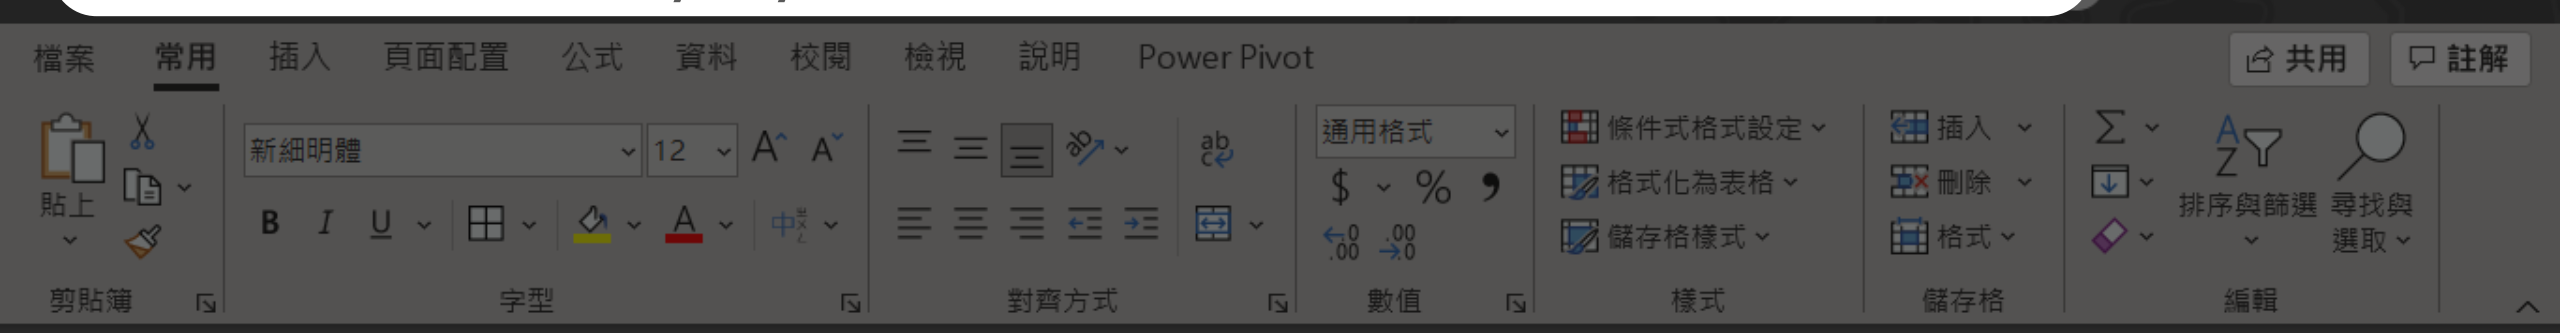 檔案 常用 插入 頁面配置 公式 資料 校閱 檢視 說明 Power Pivot 共用 註解
新細明體 12 通用格式 條件式格式設定 插入
貼上 $ % 格式化為表格 刪除 排序與篩選 尋找與選取
B I U A 中 儲存格樣式 格式
剪貼簿 字型 對齊方式 數值 樣式 儲存格 編輯